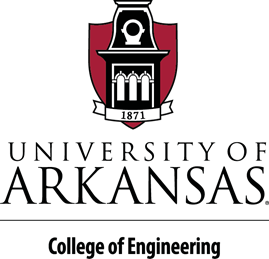 1871
UNIVERSITY OF
ARKANSAS®
College of Engineering